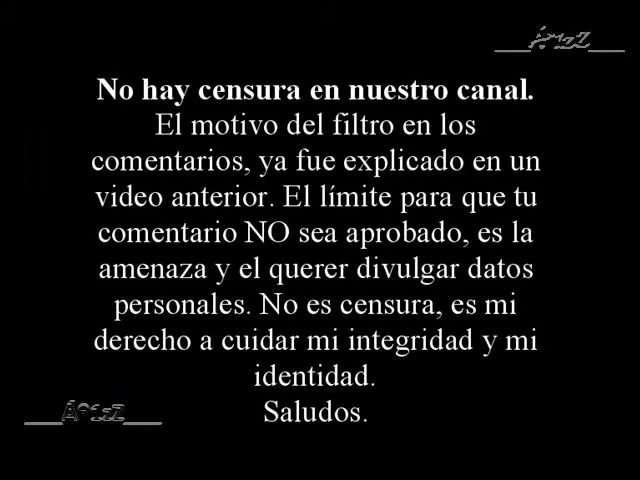 No hay censura en nuestro canal.
El motivo del filtro en los
comentarios, ya fue explicado en un
video anterior. El límite para que tu
comentario NO sea aprobado, es la
amenaza y el querer divulgar datos
personales. No es censura, es mi
derecho a cuidar mi integridad y mi
identidad.
Saludos.